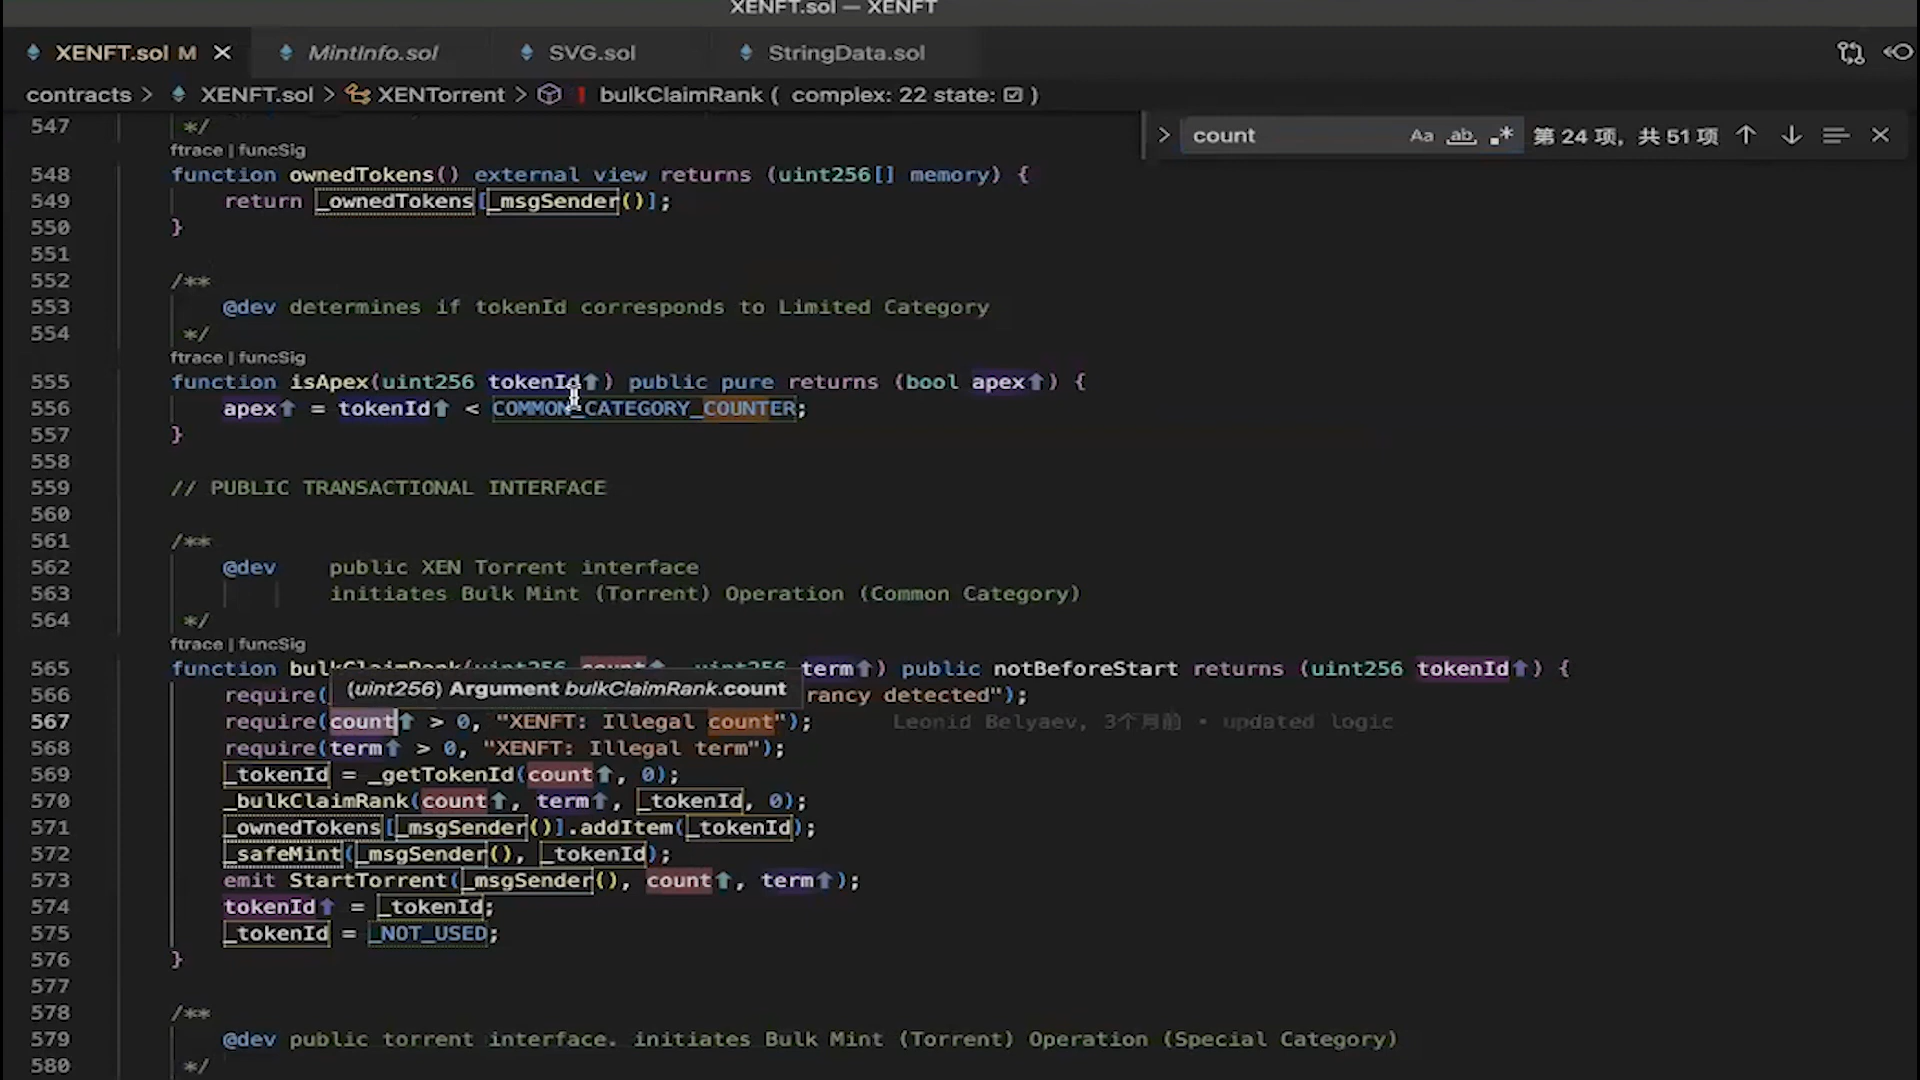 XENFT.sol — XENFT
XENFT.sol M
MintInfo.sol
SVG.sol
StringData.sol
contracts > XENFT.sol > XENTorrent > bulkClaimRank ( complex: 22 state: ☑ )
count Aa ab .* 第 24 项, 共 51 项
547 */
ftrace | funcSig
548 function ownedTokens() external view returns (uint256[] memory) {
549 return _ownedTokens[_msgSender()];
550 }
551
552 /**
553 @dev determines if tokenId corresponds to Limited Category
554 */
ftrace | funcSig
555 function isApex(uint256 tokenId↑) public pure returns (bool apex↑) {
556 apex↑ = tokenId↑ < COMMON_CATEGORY_COUNTER;
557 }
558
559 // PUBLIC TRANSACTIONAL INTERFACE
560
561 /**
562 @dev public XEN Torrent interface
563 initiates Bulk Mint (Torrent) Operation (Common Category)
564 */
ftrace | funcSig
565 function bulkClaimRank(uint256 count↑, uint256 term↑) public notBeforeStart returns (uint256 tokenId↑) {
(uint256) Argument bulkClaimRank.count
566 require( rancy detected");
567 require(count↑ > 0, "XENFT: Illegal count"); Leonid Belyaev, 3个月前 • updated logic
568 require(term↑ > 0, "XENFT: Illegal term");
569 _tokenId = _getTokenId(count↑, 0);
570 _bulkClaimRank(count↑, term↑, _tokenId, 0);
571 _ownedTokens[_msgSender()].addItem(_tokenId);
572 _safeMint(_msgSender(), _tokenId);
573 emit StartTorrent(_msgSender(), count↑, term↑);
574 tokenId↑ = _tokenId;
575 _tokenId = _NOT_USED;
576 }
577
578 /**
579 @dev public torrent interface. initiates Bulk Mint (Torrent) Operation (Special Category)
580 */